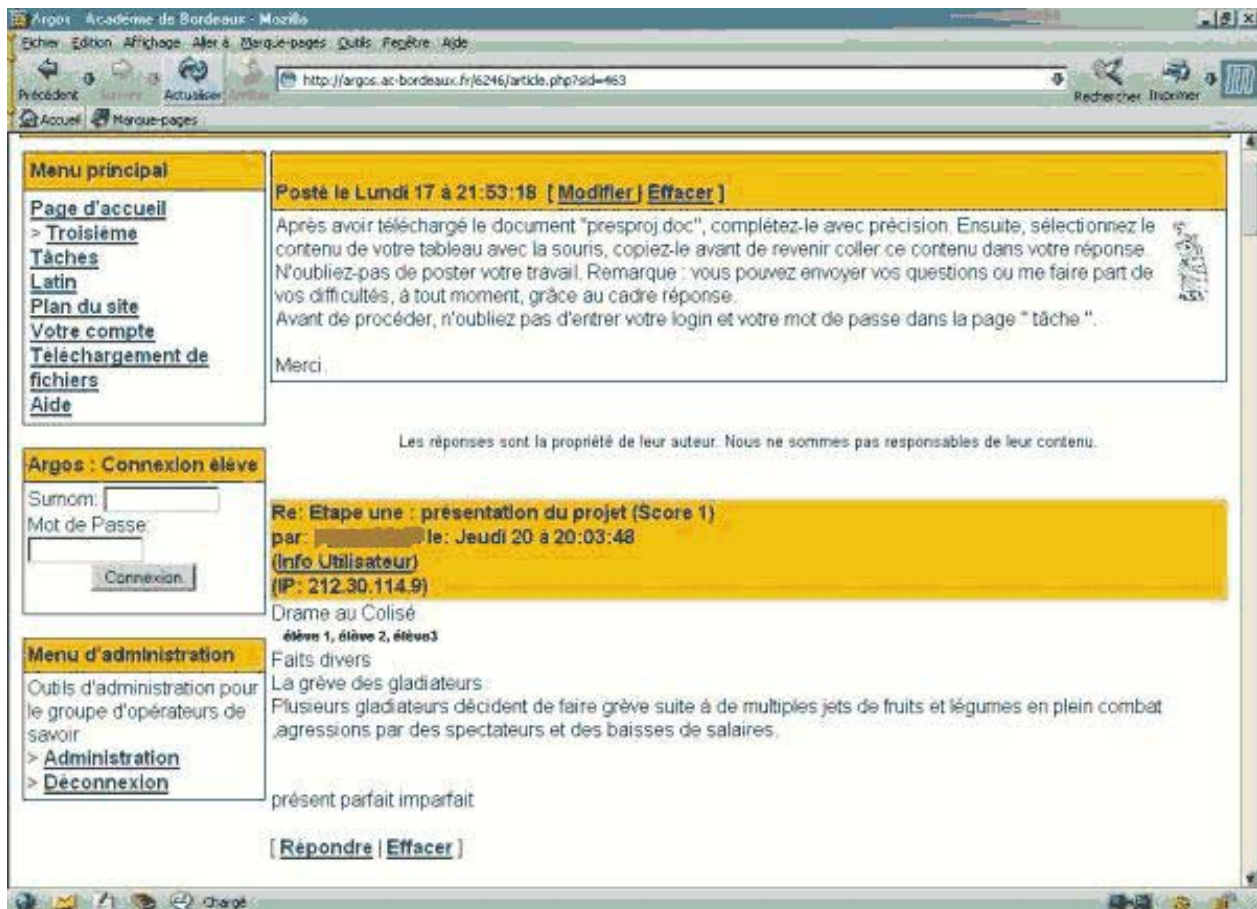 Argos - Académie de Bordeaux - Mozilla
Fichier Edition Affichage Aller à Marque-pages Outils Fenêtre Aide
http://argos.ac-bordeaux.fr/6246/article.php?sid=463
Précédent Actualiser Rechercher Imprimer
Accueil Marque-pages
Menu principal
Page d'accueil
> Troisième
Tâches
Latin
Plan du site
Votre compte
Téléchargement de
fichiers
Aide
Argos : Connexion élève
Surnom:
Mot de Passe:
Connexion
Menu d'administration
Outils d'administration pour
le groupe d'opérateurs de
savoir
> Administration
> Déconnexion
Posté le Lundi 17 à 21:53:18 [ Modifier | Effacer ]
Après avoir téléchargé le document "presproj.doc", complétez-le avec précision. Ensuite, sélectionnez le
contenu de votre tableau avec la souris, copiez-le avant de revenir coller ce contenu dans votre réponse.
N'oubliez-pas de poster votre travail. Remarque : vous pouvez envoyer vos questions ou me faire part de
vos difficultés, à tout moment, grâce au cadre réponse.
Avant de procéder, n'oubliez pas d'entrer votre login et votre mot de passe dans la page " tâche ".
Merci.
Les réponses sont la propriété de leur auteur. Nous ne sommes pas responsables de leur contenu.
Re: Etape une : présentation du projet (Score 1)
par: le: Jeudi 20 à 20:03:48
(Info Utilisateur)
(IP: 212.30.114.9)
Drame au Colisé
élève 1, élève 2, élève3
Faits divers
La grève des gladiateurs
Plusieurs gladiateurs décident de faire grève suite à de multiples jets de fruits et légumes en plein combat
,agressions par des spectateurs et des baisses de salaires.
présent parfait imparfait
[ Répondre | Effacer ]
Chargé